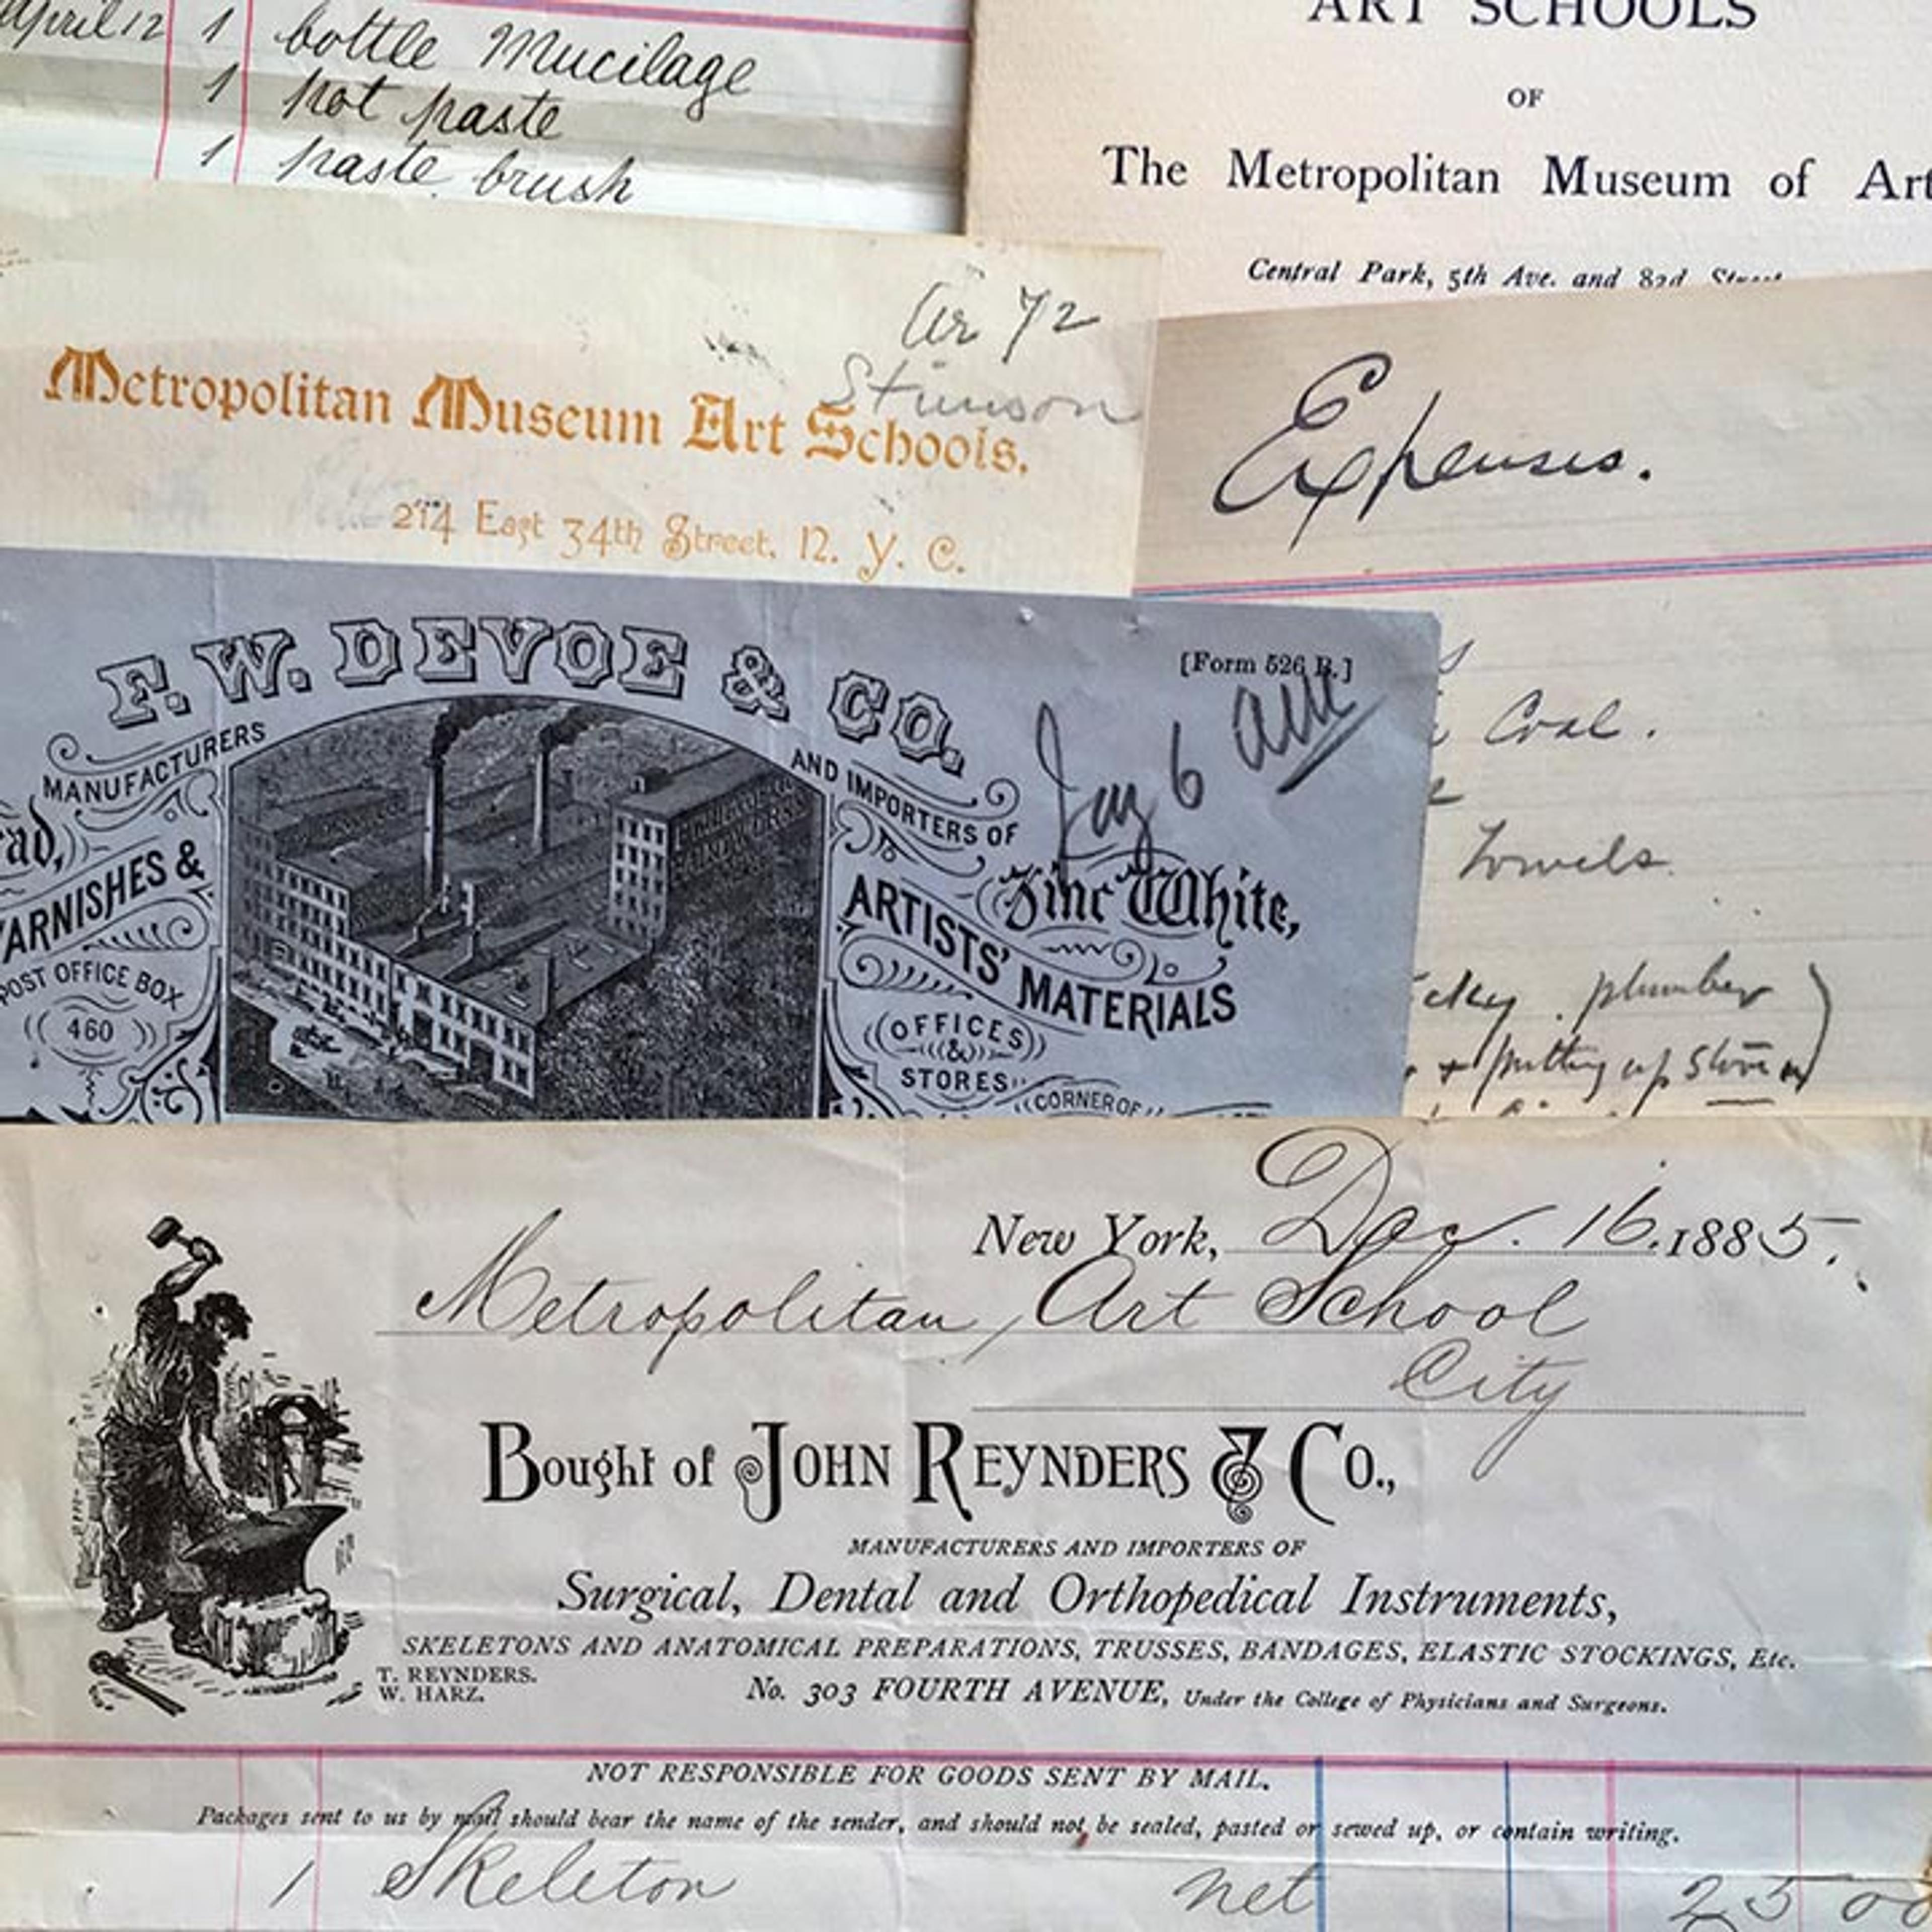 April 12 1 bottle Mucilage
1 pot paste
1 paste brush
ART SCHOOLS
OF
The Metropolitan Museum of Art
Central Park, 5th Ave. and 82d Street
Stimson
Metropolitan Museum Art Schools.
214 East 34th Street, N. Y. C.
Expenses.
Coal.
Towels.
plumber
+ putting up
F. W. DEVOE & CO.
[Form 526 B.]
MANUFACTURERS
AND IMPORTERS OF
ead,
VARNISHES &
POST OFFICE BOX
460
Zinc White,
ARTISTS' MATERIALS
OFFICES
&
STORES
CORNER OF
New York, Dec. 16. 1885.
Metropolitan Art School
City
Bought of JOHN REYNDERS & CO.,
MANUFACTURERS AND IMPORTERS OF
Surgical, Dental and Orthopedical Instruments,
SKELETONS AND ANATOMICAL PREPARATIONS, TRUSSES, BANDAGES, ELASTIC STOCKINGS, Etc.
T. REYNDERS.
W. HARZ.
No. 303 FOURTH AVENUE, Under the College of Physicians and Surgeons.
NOT RESPONSIBLE FOR GOODS SENT BY MAIL.
Packages sent to us by mail should bear the name of the sender, and should not be sealed, pasted or sewed up, or contain writing.
1 Skeleton net 25 00